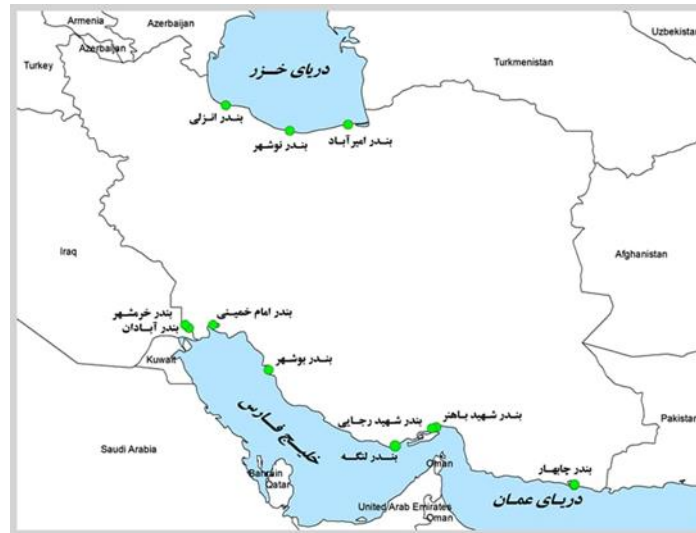 Armenia
Azerbaijan
Uzbekistan
Azerbaijan
Turkey
دریای خزر
Turkmenistan
بندر انزلی
بندر نوشهر
بندر امیرآباد
Iraq
Afghanistan
بندر خرمشهر
بندر آبادان
بندر امام خمینی
Kuwait
بندر بوشهر
خلیج فارس
Saudi Arabia
Bahrain
Qatar
بندر شهید رجایی
بندر شهید باهنر
بندر لنگه
Oman
Pakistan
بندر چابهار
دریای عمان
United Arab Emirates
Oman